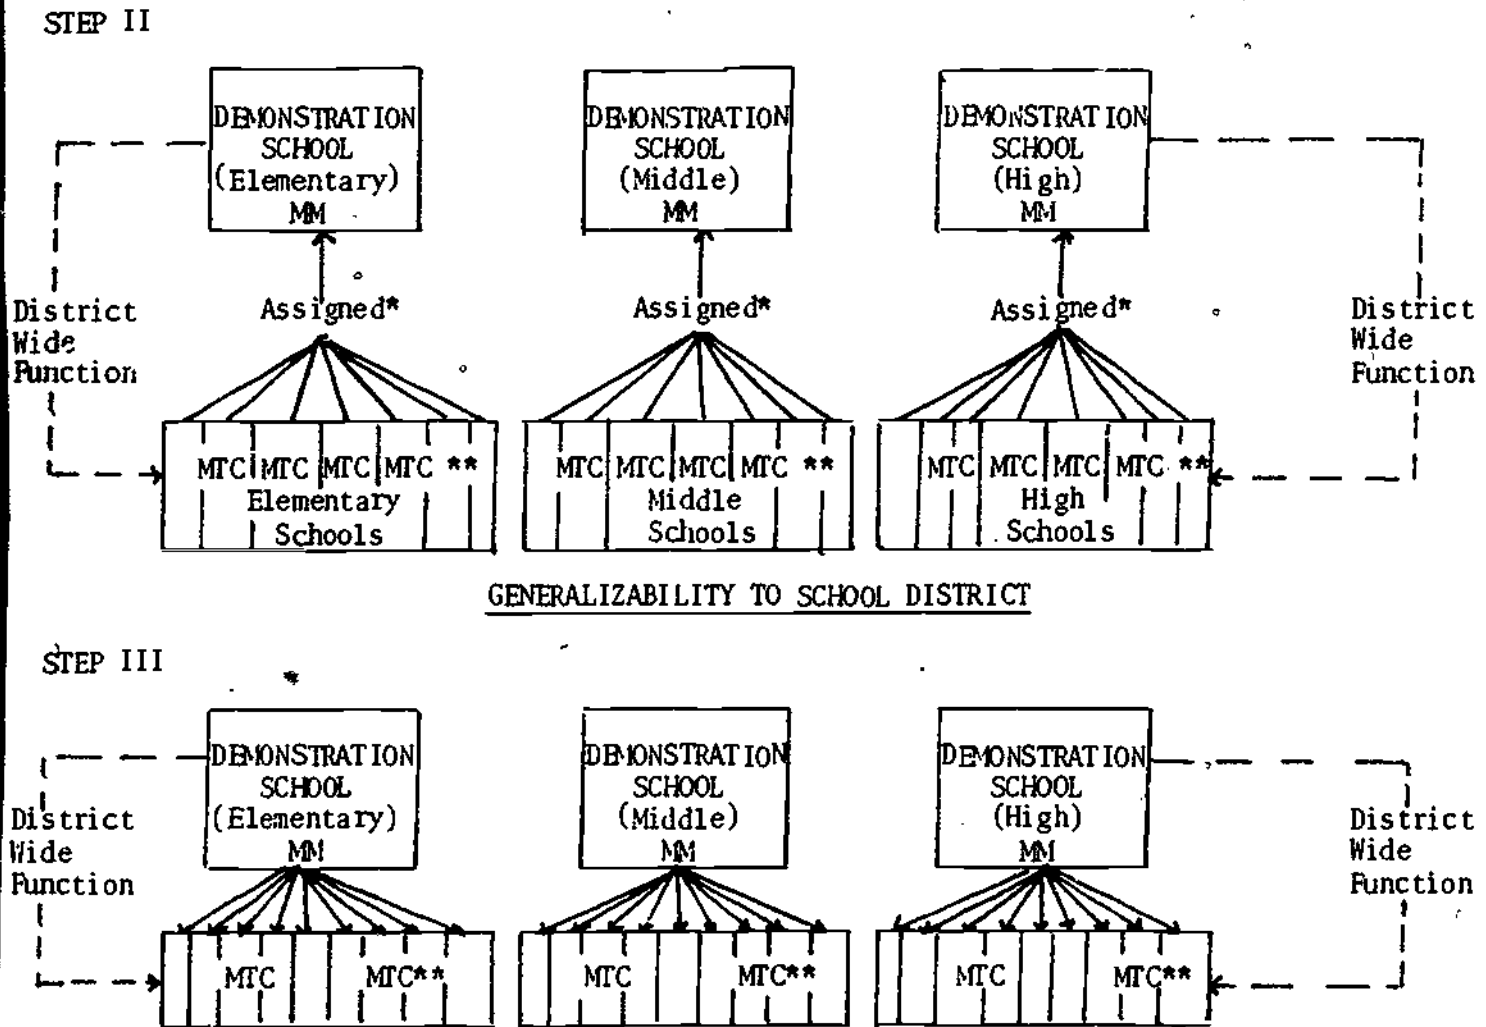 STEP II
DEMONSTRATION
SCHOOL
(Elementary)
MM
DEMONSTRATION
SCHOOL
(Middle)
MM
DEMONSTRATION
SCHOOL
(High)
MM
District
Wide
Function
Assigned*
Assigned*
Assigned*
District
Wide
Function
MTC MTC MTC MTC **
Elementary
Schools
MTC MTC MTC MTC **
Middle
Schools
MTC MTC MTC MTC **
High
Schools
GENERALIZABILITY TO SCHOOL DISTRICT
STEP III
DEMONSTRATION
SCHOOL
(Elementary)
MM
DEMONSTRATION
SCHOOL
(Middle)
MM
DEMONSTRATION
SCHOOL
(High)
MM
District
Wide
Function
District
Wide
Function
MTC MTC**
MTC MTC**
MTC MTC**